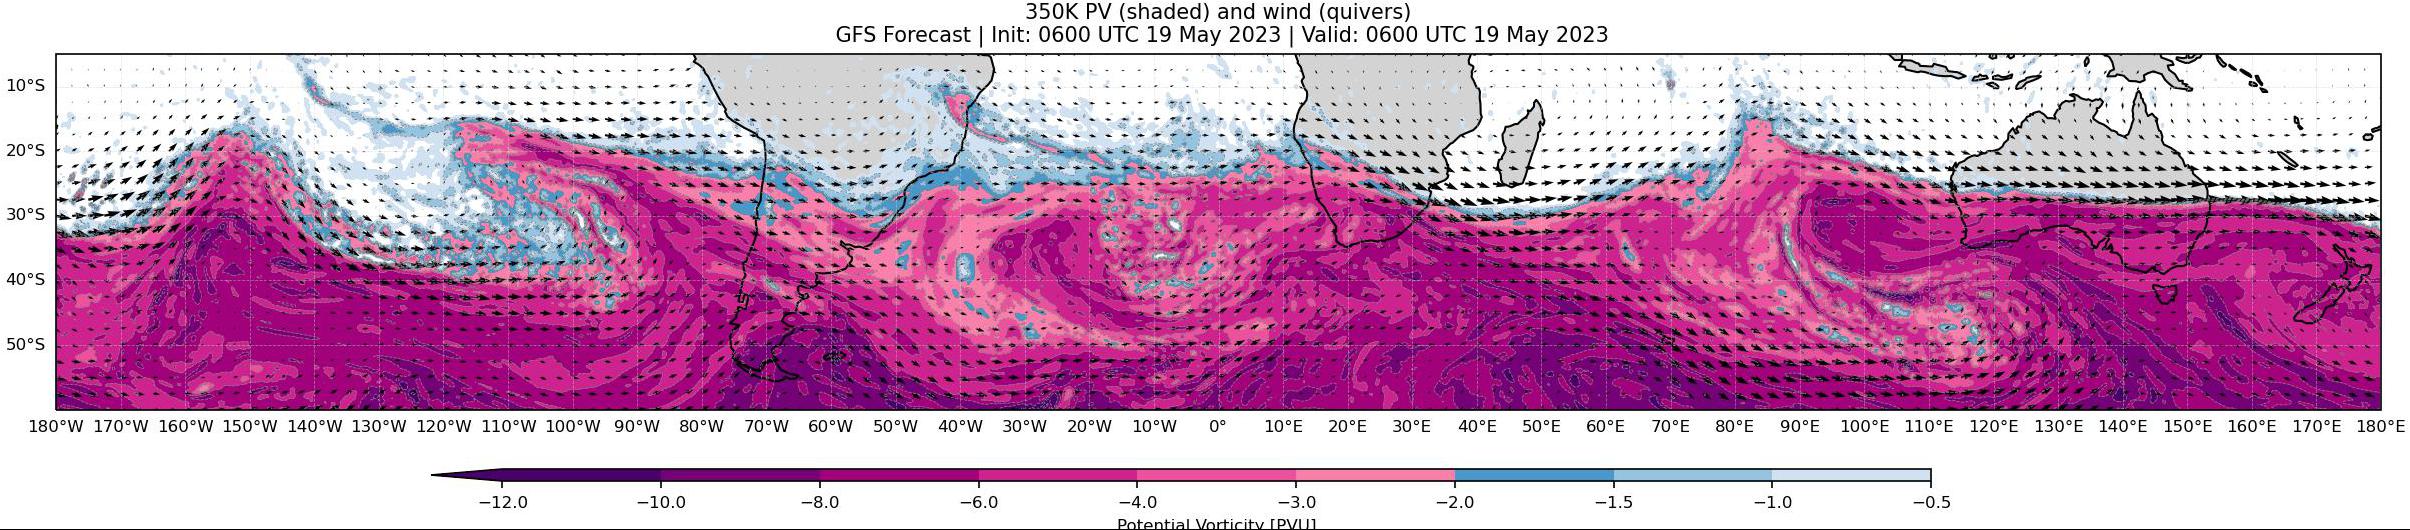 350K PV (shaded) and wind (quivers)
GFS Forecast | Init: 0600 UTC 19 May 2023 | Valid: 0600 UTC 19 May 2023
10°S
20°S
30°S
40°S
50°S
180°W 170°W 160°W 150°W 140°W 130°W 120°W 110°W 100°W 90°W 80°W 70°W 60°W 50°W 40°W 30°W 20°W 10°W 0° 10°E 20°E 30°E 40°E 50°E 60°E 70°E 80°E 90°E 100°E 110°E 120°E 130°E 140°E 150°E 160°E 170°E 180°E
−12.0 −10.0 −8.0 −6.0 −4.0 −3.0 −2.0 −1.5 −1.0 −0.5
Potential Vorticity [PVU]